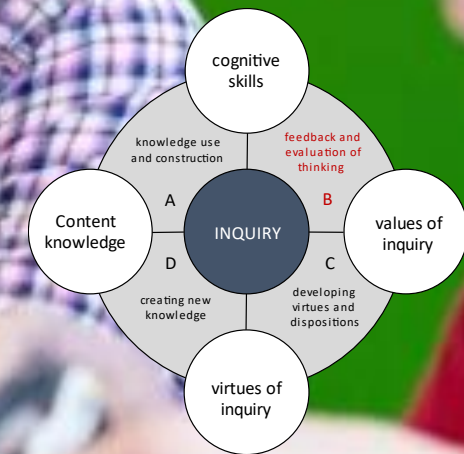 cognitive
skills
knowledge use
and construction
feedback and
evaluation of
thinking
A
B
Content
knowledge
INQUIRY
values of
inquiry
D
C
creating new
knowledge
developing
virtues and
dispositions
virtues of
inquiry